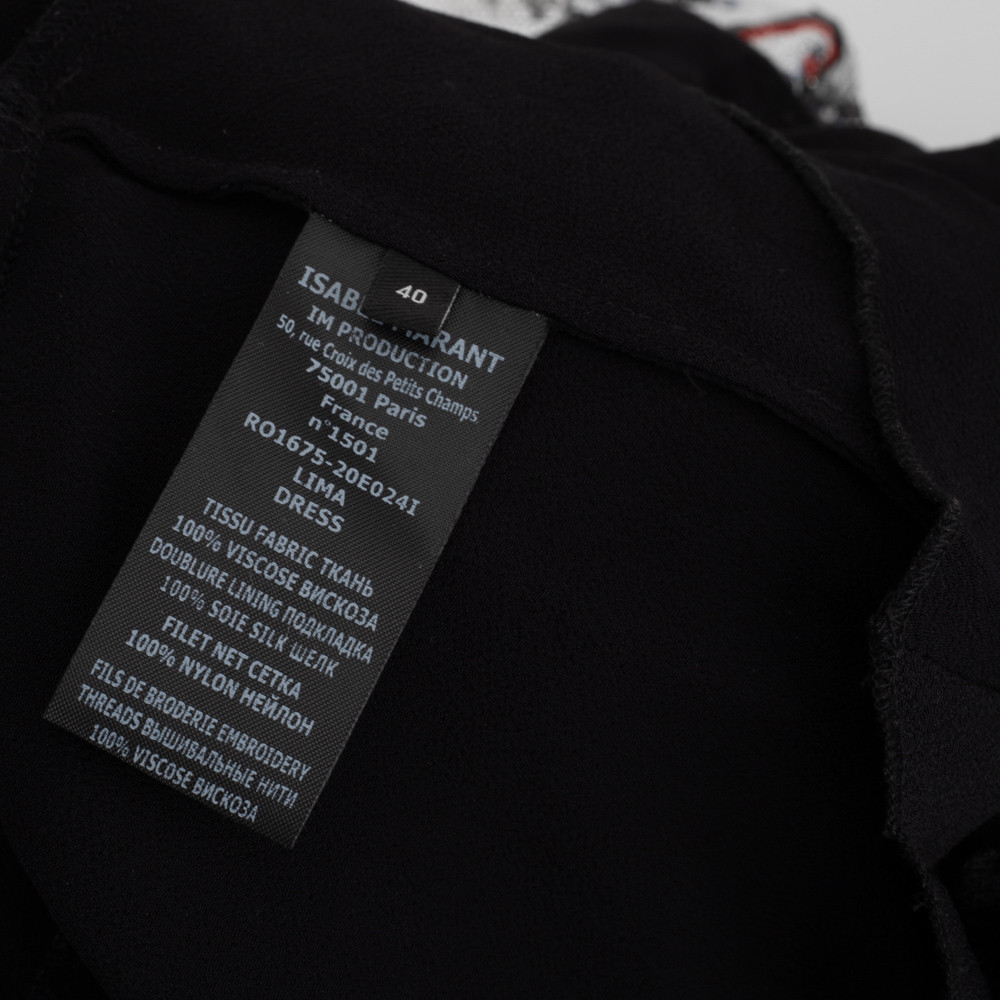 40
ISAB MARANT
IM PRODUCTION
50, rue Croix des Petits Champs
75001 Paris
France
n°1501
RO1675-20E024I
LIMA
DRESS
TISSU FABRIC ТКАНЬ
100% VISCOSE ВИСКОЗА
DOUBLURE LINING ПОДКЛАДКА
100% SOIE SILK ШЕЛК
FILET NET СЕТКА
100% NYLON НЕЙЛОН
FILS DE BRODERIE EMBROIDERY
THREADS ВЫШИВАЛЬНЫЕ НИТИ
100% VISCOSE ВИСКОЗА